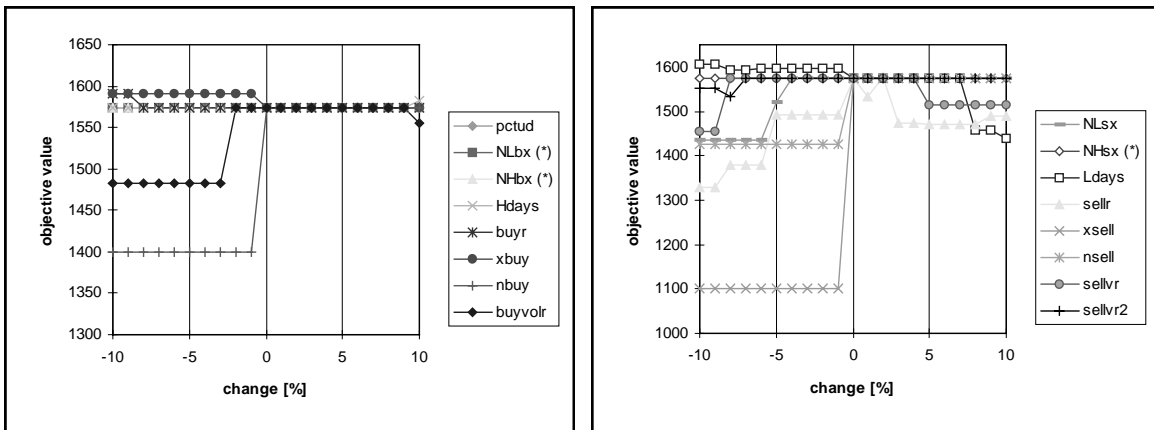 1650
1600
1550
1500
1450
1400
1350
1300
objective value
-10 -5 0 5 10
change [%]
pctud
NLbx (*)
NHbx (*)
Hdays
buyr
xbuy
nbuy
buyvolr
1600
1500
1400
1300
1200
1100
1000
objective value
-10 -5 0 5 10
change [%]
NLsx
NHsx (*)
Ldays
sellr
xsell
nsell
sellvr
sellvr2